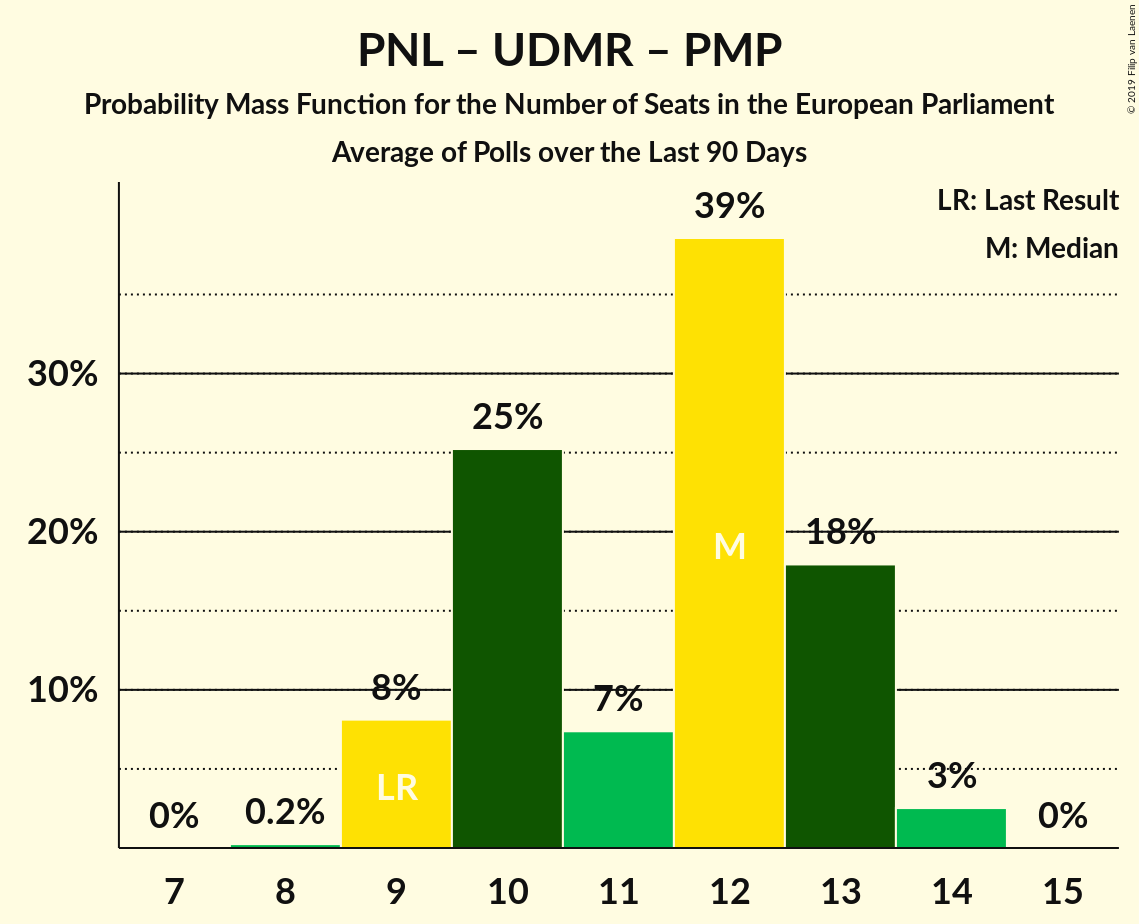 PNL – UDMR – PMP
Probability Mass Function for the Number of Seats in the European Parliament
Average of Polls over the Last 90 Days
© 2019 Filip van Laenen
LR: Last Result
M: Median
30%
20%
10%
0%
0.2%
8%
25%
7%
39%
18%
3%
0%
LR
M
7 8 9 10 11 12 13 14 15